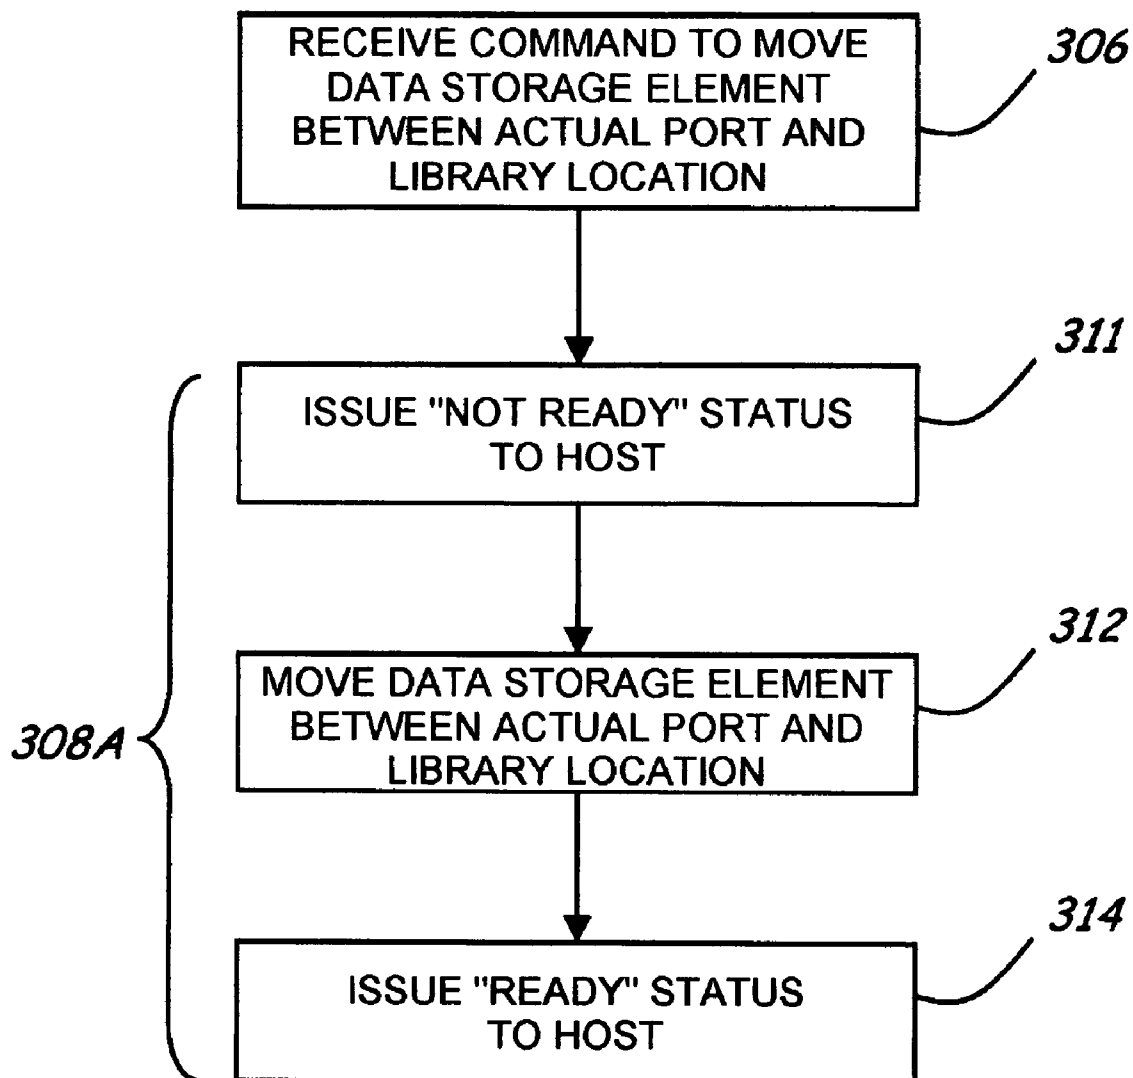 RECEIVE COMMAND TO MOVE
DATA STORAGE ELEMENT
BETWEEN ACTUAL PORT AND
LIBRARY LOCATION
306
311
ISSUE "NOT READY" STATUS
TO HOST
312
MOVE DATA STORAGE ELEMENT
BETWEEN ACTUAL PORT AND
LIBRARY LOCATION
308A
314
ISSUE "READY" STATUS
TO HOST